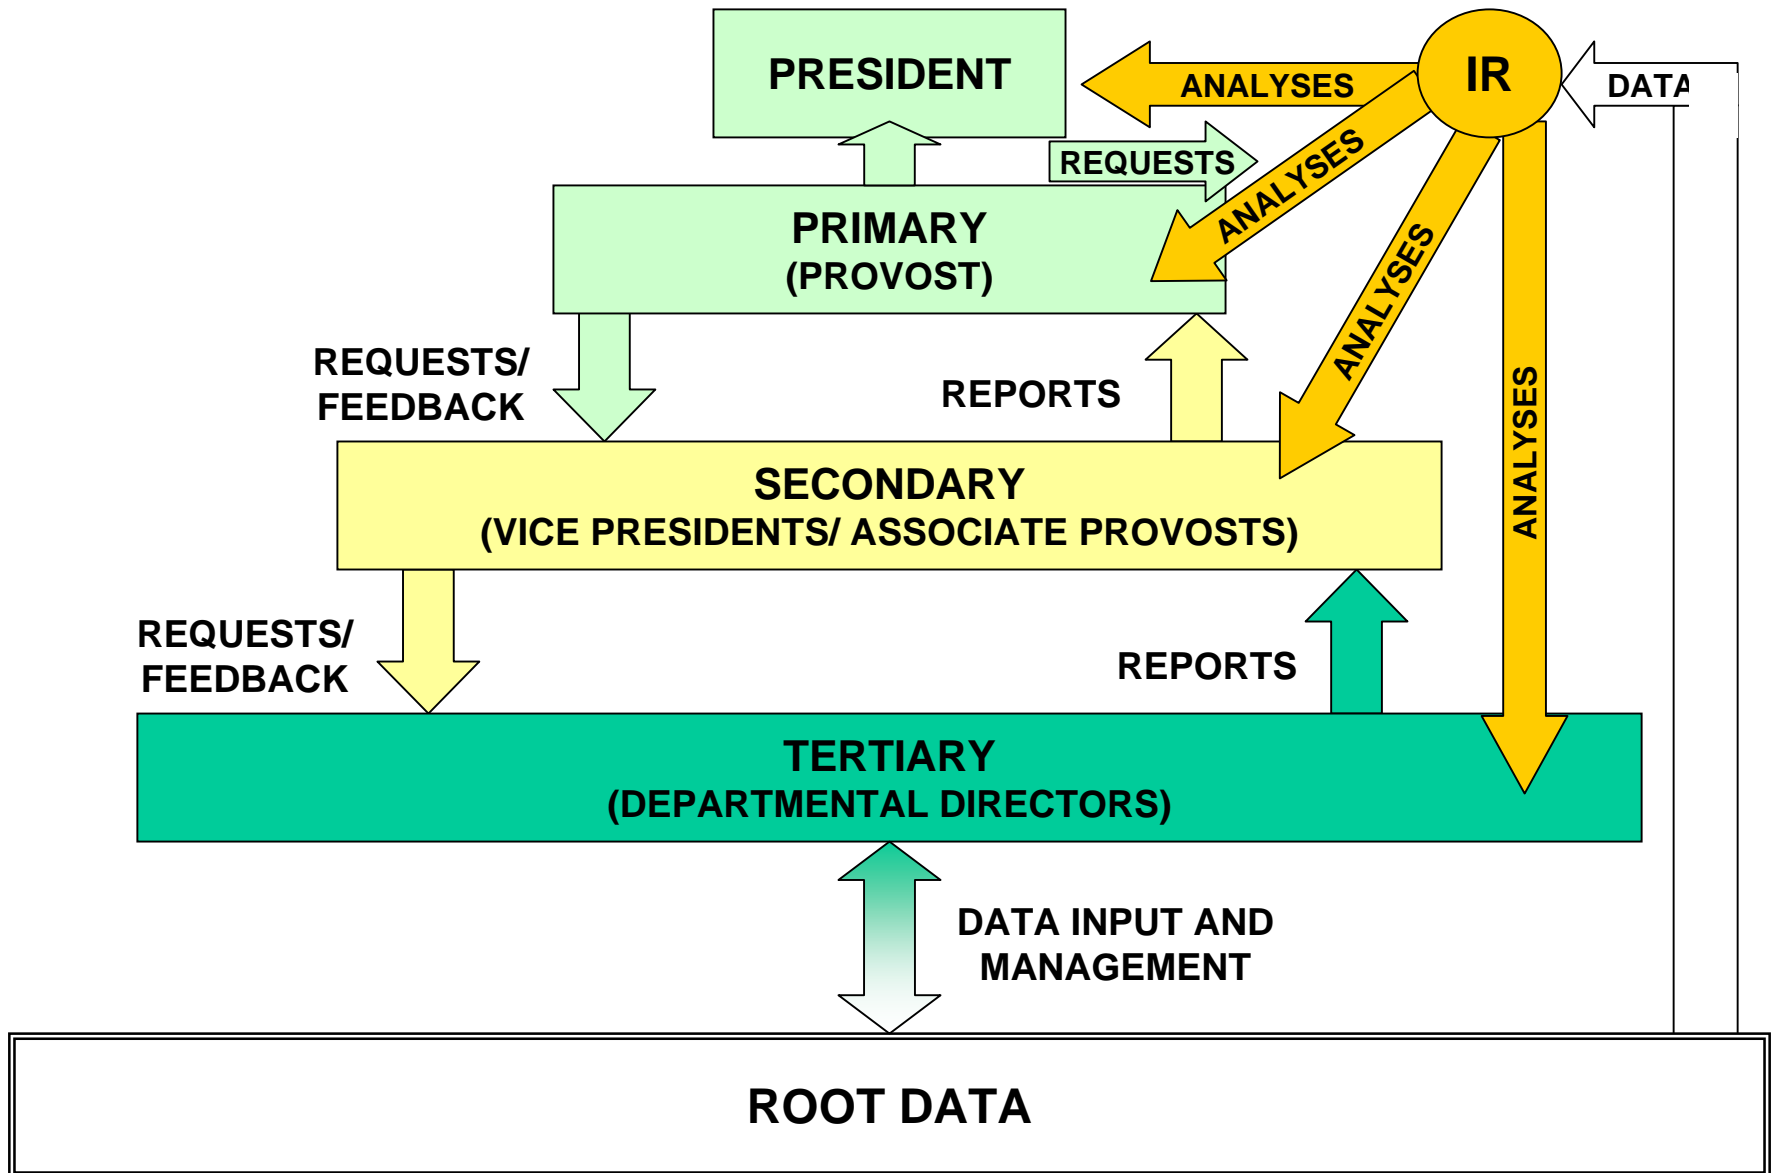 PRESIDENT
IR
ANALYSES
DATA
REQUESTS
ANALYSES
PRIMARY
(PROVOST)
ANALYSES
REQUESTS/
FEEDBACK
REPORTS
ANALYSES
SECONDARY
(VICE PRESIDENTS/ ASSOCIATE PROVOSTS)
REQUESTS/
FEEDBACK
REPORTS
TERTIARY
(DEPARTMENTAL DIRECTORS)
DATA INPUT AND
MANAGEMENT
ROOT DATA